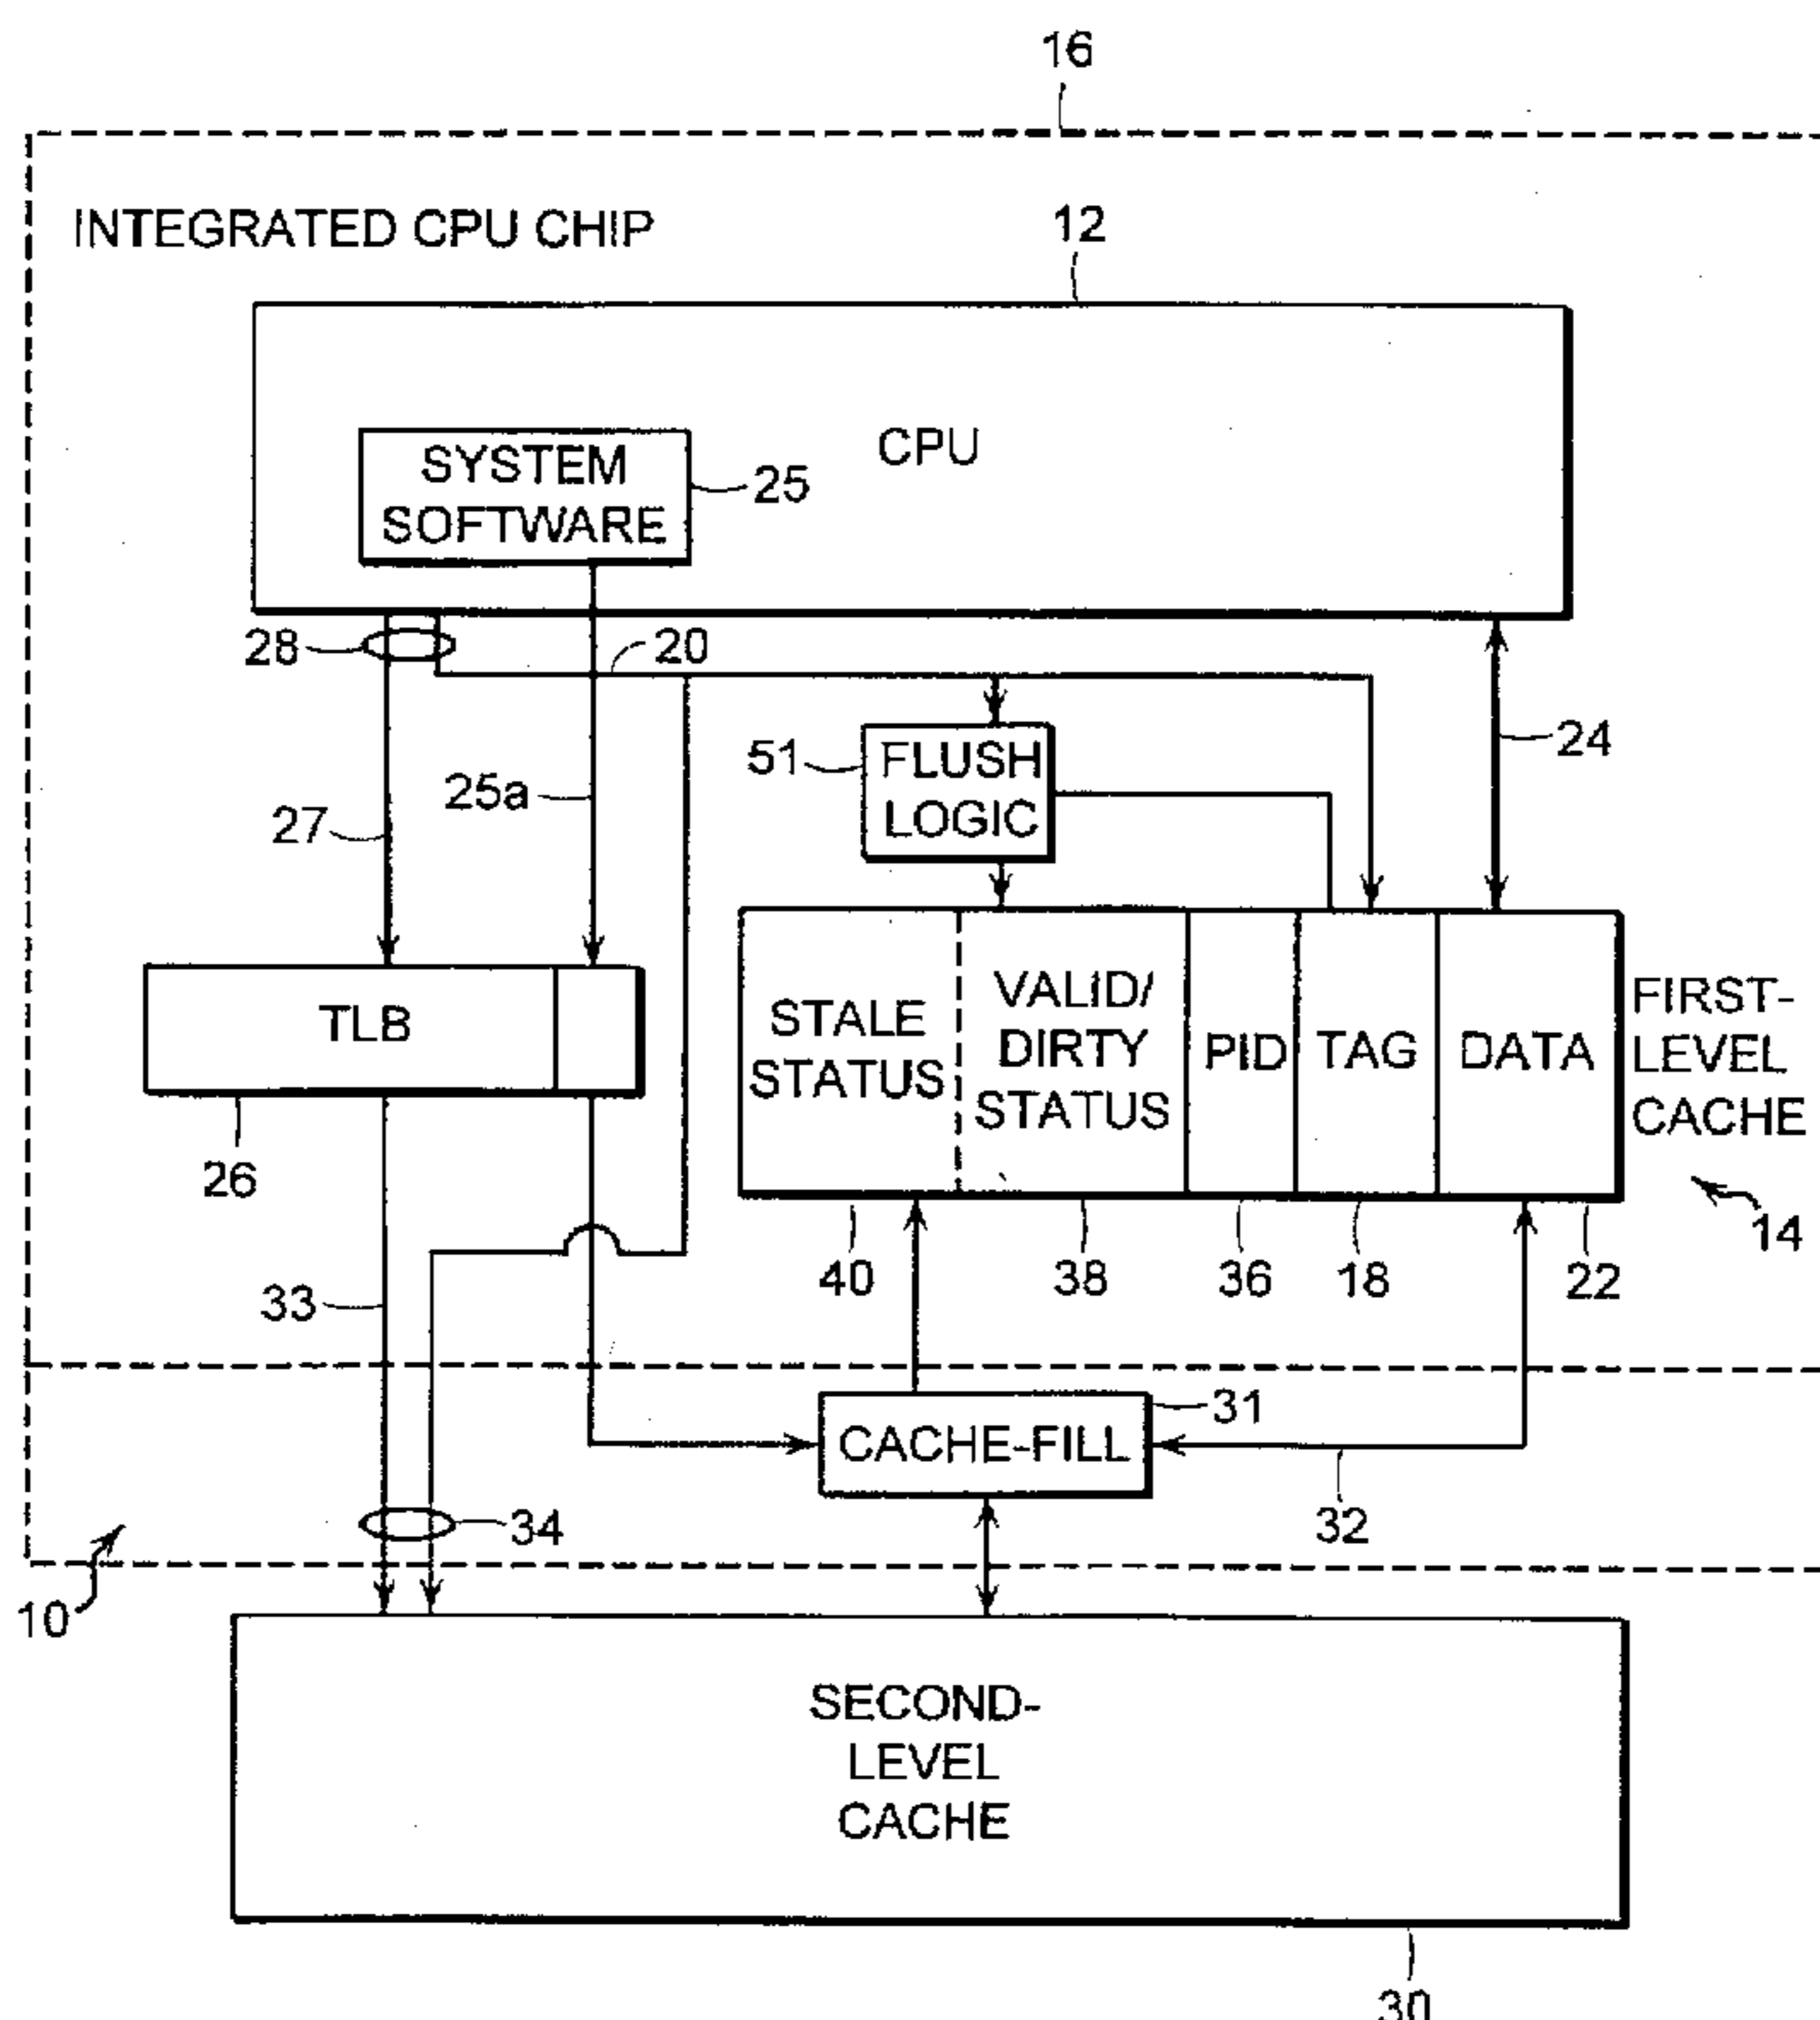 16
INTEGRATED CPU CHIP
12
SYSTEM
SOFTWARE
25
CPU
28
20
24
51
FLUSH
LOGIC
25a
27
TLB
26
STALE
STATUS
VALID/
DIRTY
STATUS
PID
TAG
DATA
FIRST-
LEVEL
CACHE
14
40
38
36
18
22
33
31
CACHE-FILL
32
34
10
SECOND-
LEVEL
CACHE
30